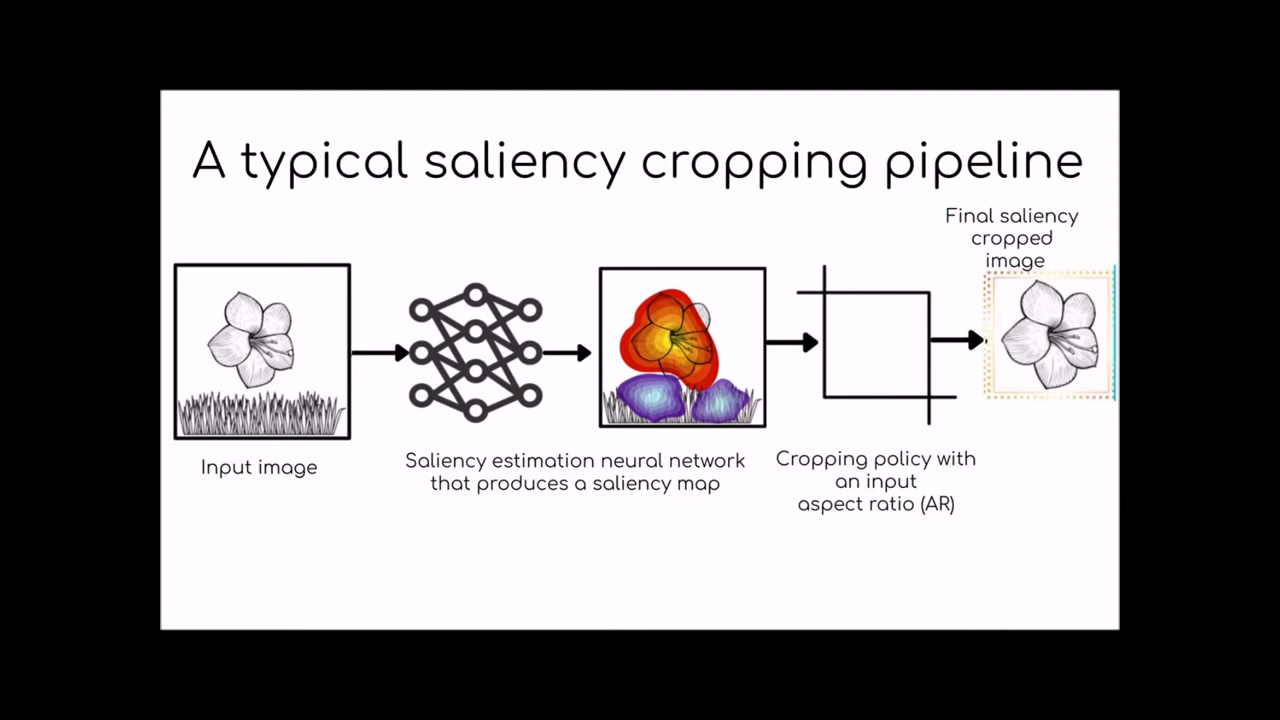 A typical saliency cropping pipeline
Final saliency
cropped
image
Input image
Saliency estimation neural network
that produces a saliency map
Cropping policy with
an input
aspect ratio (AR)